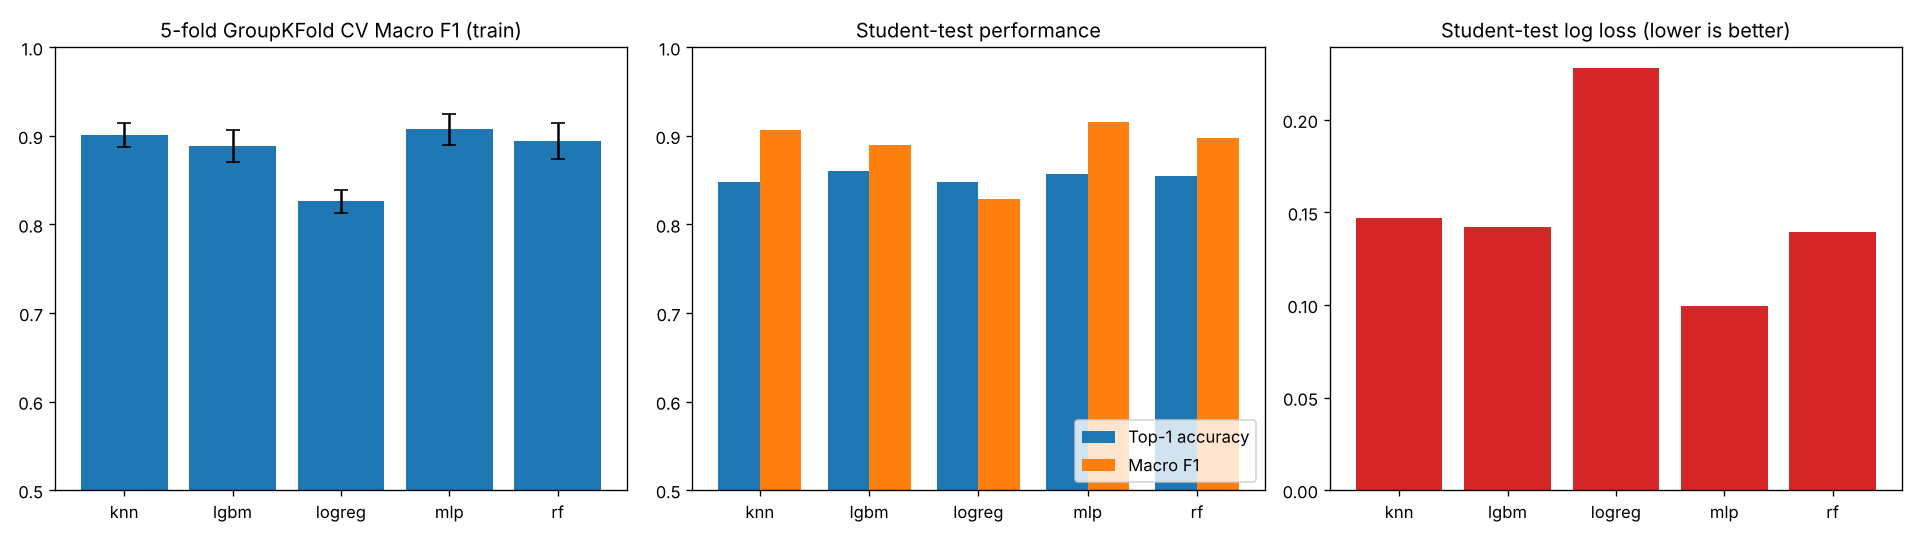 5-fold GroupKFold CV Macro F1 (train)
1.0
0.9
0.8
0.7
0.6
0.5
knn lgbm logreg mlp rf
Student-test performance
1.0
0.9
0.8
0.7
0.6
0.5
Top-1 accuracy
Macro F1
knn lgbm logreg mlp rf
Student-test log loss (lower is better)
0.20
0.15
0.10
0.05
0.00
knn lgbm logreg mlp rf